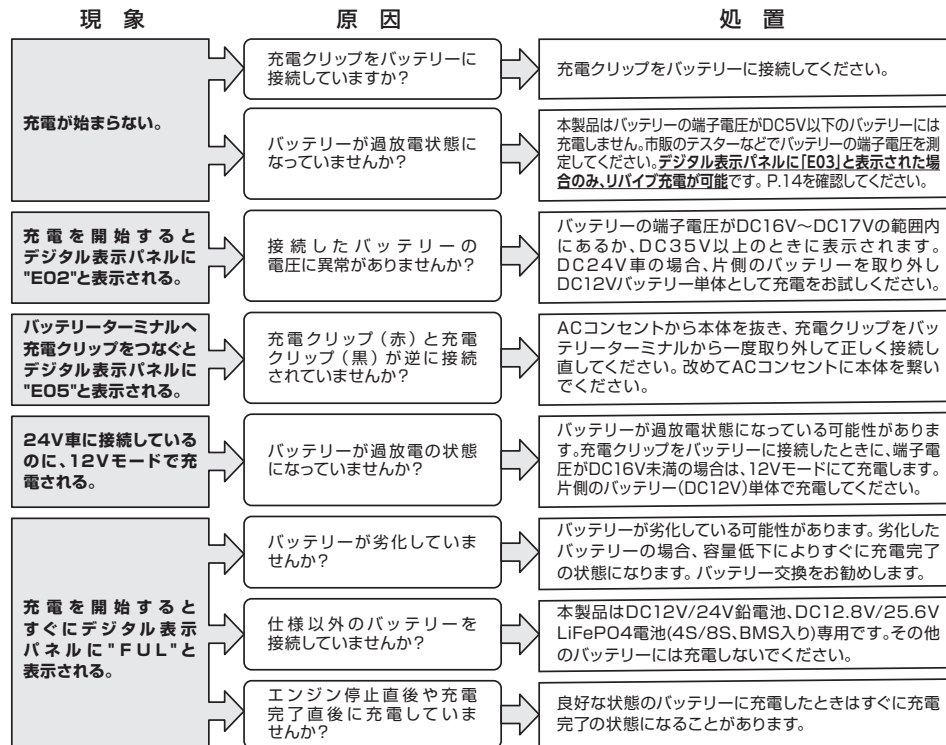 現　象
原　因
処　置
充電が始まらない。
充電クリップをバッテリーに
接続していますか？
充電クリップをバッテリーに接続してください。
バッテリーが過放電状態に
なっていませんか？
本製品はバッテリーの端子電圧がDC5V以下のバッテリーには
充電しません。市販のテスターなどでバッテリーの端子電圧を測
定してください。デジタル表示パネルに「E03」と表示された場
合のみ、リバイブ充電が可能です。P.14を確認してください。
充電を開始すると
デジタル表示パネルに
"E02"と表示される。
接続したバッテリーの
電圧に異常がありませんか？
バッテリーの端子電圧がDC16V～DC17Vの範囲内
にあるか、DC35V以上のときに表示されます。
DC24V車の場合、片側のバッテリーを取り外し
DC12Vバッテリー単体として充電をお試しください。
バッテリーターミナルへ
充電クリップをつなぐと
デジタル表示パネルに
"E05"と表示される。
充電クリップ（赤）と充電
クリップ（黒）が逆に接続
されていませんか？
ACコンセントから本体を抜き、充電クリップをバッ
テリーターミナルから一度取り外して正しく接続し
直してください。改めてACコンセントに本体を繋い
でください。
24V車に接続している
のに、12Vモードで充
電される。
バッテリーが過放電の状態
になっていませんか？
バッテリーが過放電状態になっている可能性がありま
す。充電クリップをバッテリーに接続したときに、端子電
圧がDC16V未満の場合は、12Vモードにて充電します。
片側のバッテリー（DC12V）単体で充電してください。
充電を開始すると
すぐにデジタル表示
パネルに"FUL"と
表示される。
バッテリーが劣化していま
せんか？
バッテリーが劣化している可能性があります。劣化した
バッテリーの場合、容量低下によりすぐに充電完了
の状態になります。バッテリー交換をお勧めします。
仕様以外のバッテリーを
接続していませんか？
本製品はDC12V/24V鉛電池、DC12.8V/25.6V
LiFePO4電池(4S/8S、BMS入り)専用です。その他
のバッテリーには充電しないでください。
エンジン停止直後や充電
完了直後に充電していま
せんか？
良好な状態のバッテリーに充電したときはすぐに充電
完了の状態になることがあります。